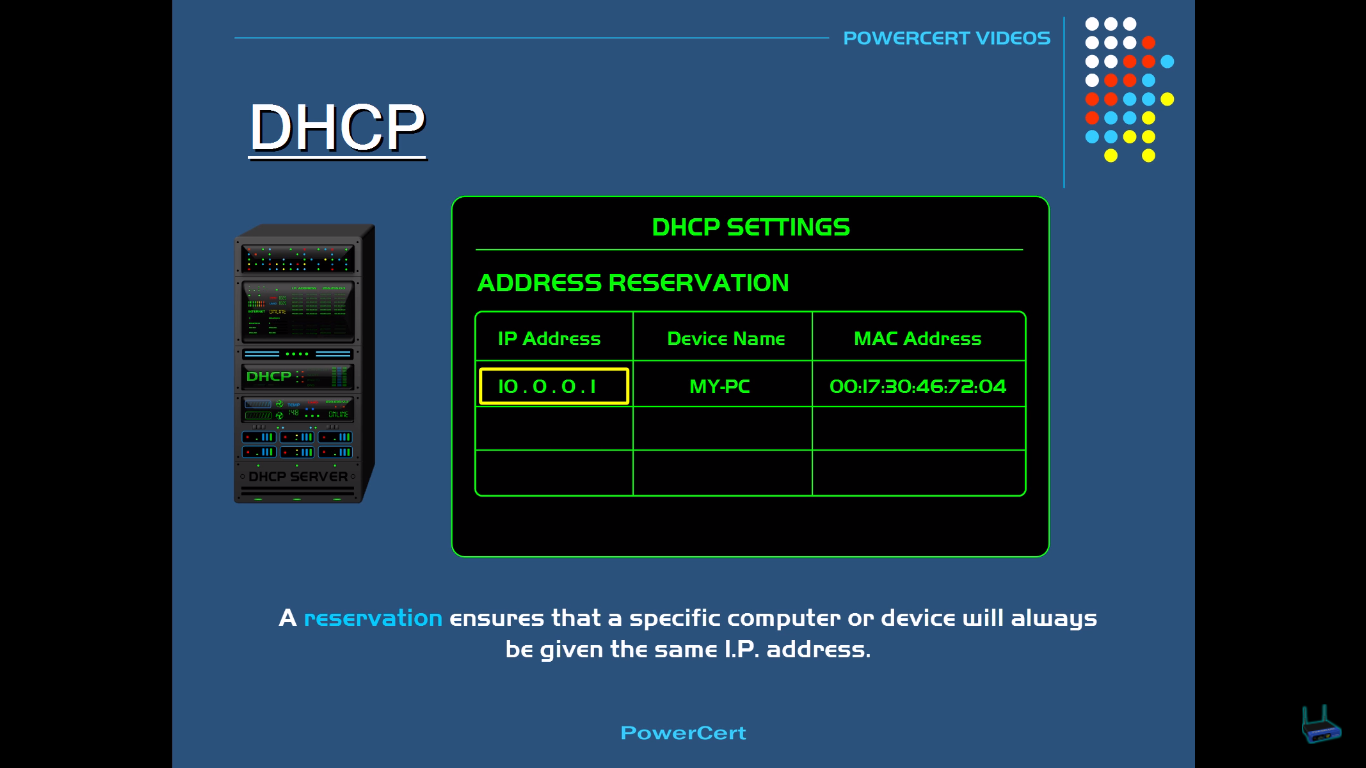 POWERCERT VIDEOS
DHCP
DHCP SETTINGS
ADDRESS RESERVATION
IP Address Device Name MAC Address
10 . 0 . 0 . 1 MY-PC 00:17:30:46:72:04
DHCP
DHCP SERVER
A reservation ensures that a specific computer or device will always
be given the same I.P. address.
PowerCert